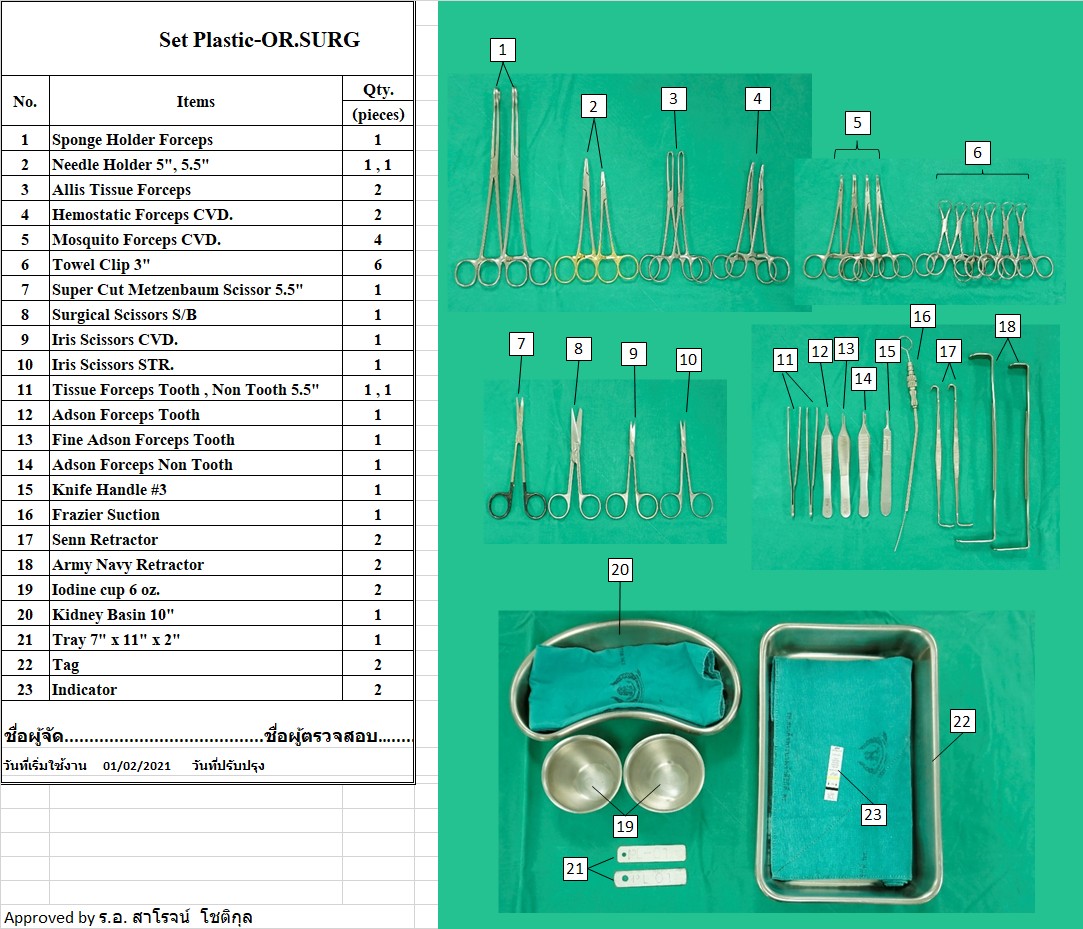 Set Plastic-OR.SURG
No. Items Qty. (pieces)
1 Sponge Holder Forceps 1
2 Needle Holder 5", 5.5" 1 , 1
3 Allis Tissue Forceps 2
4 Hemostatic Forceps CVD. 2
5 Mosquito Forceps CVD. 4
6 Towel Clip 3" 6
7 Super Cut Metzenbaum Scissor 5.5" 1
8 Surgical Scissors S/B 1
9 Iris Scissors CVD. 1
10 Iris Scissors STR. 1
11 Tissue Forceps Tooth , Non Tooth 5.5" 1 , 1
12 Adson Forceps Tooth 1
13 Fine Adson Forceps Tooth 1
14 Adson Forceps Non Tooth 1
15 Knife Handle #3 1
16 Frazier Suction 1
17 Senn Retractor 2
18 Army Navy Retractor 2
19 Iodine cup 6 oz. 2
20 Kidney Basin 10" 1
21 Tray 7" x 11" x 2" 1
22 Tag 2
23 Indicator 2
ชื่อผู้จัด.......................................ชื่อผู้ตรวจสอบ.......
วันที่เริ่มใช้งาน 01/02/2021 วันที่ปรับปรุง
Approved by ร.อ. สาโรจน์ โชติกุล
1
2
3
4
5
6
7
8
9
10
11
12
13
14
15
16
17
18
20
19
21
22
23